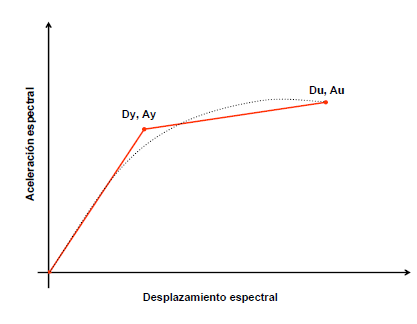 Du, Au
Dy, Ay
Aceleración espectral
Desplazamiento espectral